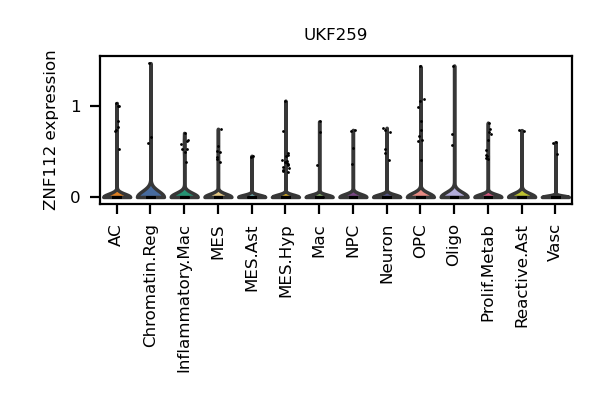 UKF259
ZNF112 expression
1
0
AC
Chromatin.Reg
Inflammatory.Mac
MES
MES.Ast
MES.Hyp
Mac
NPC
Neuron
OPC
Oligo
Prolif.Metab
Reactive.Ast
Vasc